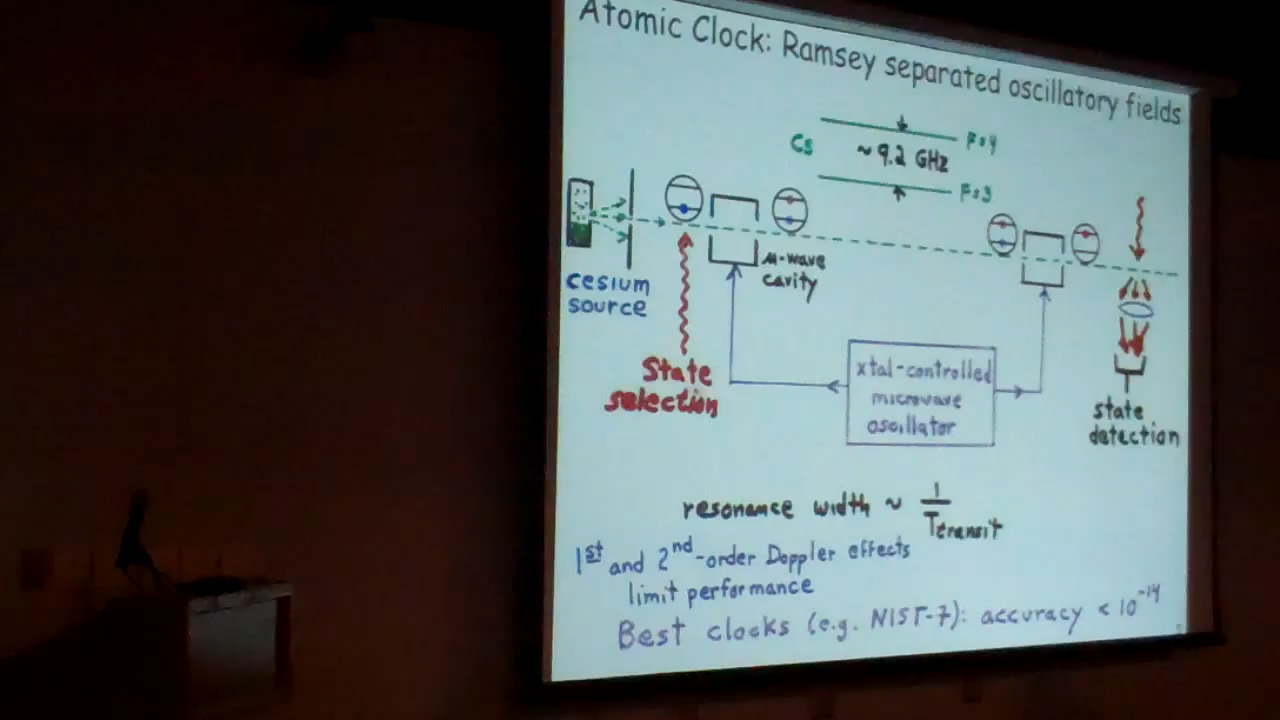 Atomic Clock: Ramsey separated oscillatory fields
Cs
F=4
~9.2 GHz
F=3
cesium
source
μ-wave
cavity
State
selection
xtal-controlled
microwave
oscillator
state
detection
resonance width ~ 1
Ttransit
1st and 2nd-order Doppler effects
limit performance
Best clocks (e.g. NIST-7): accuracy < 10-14